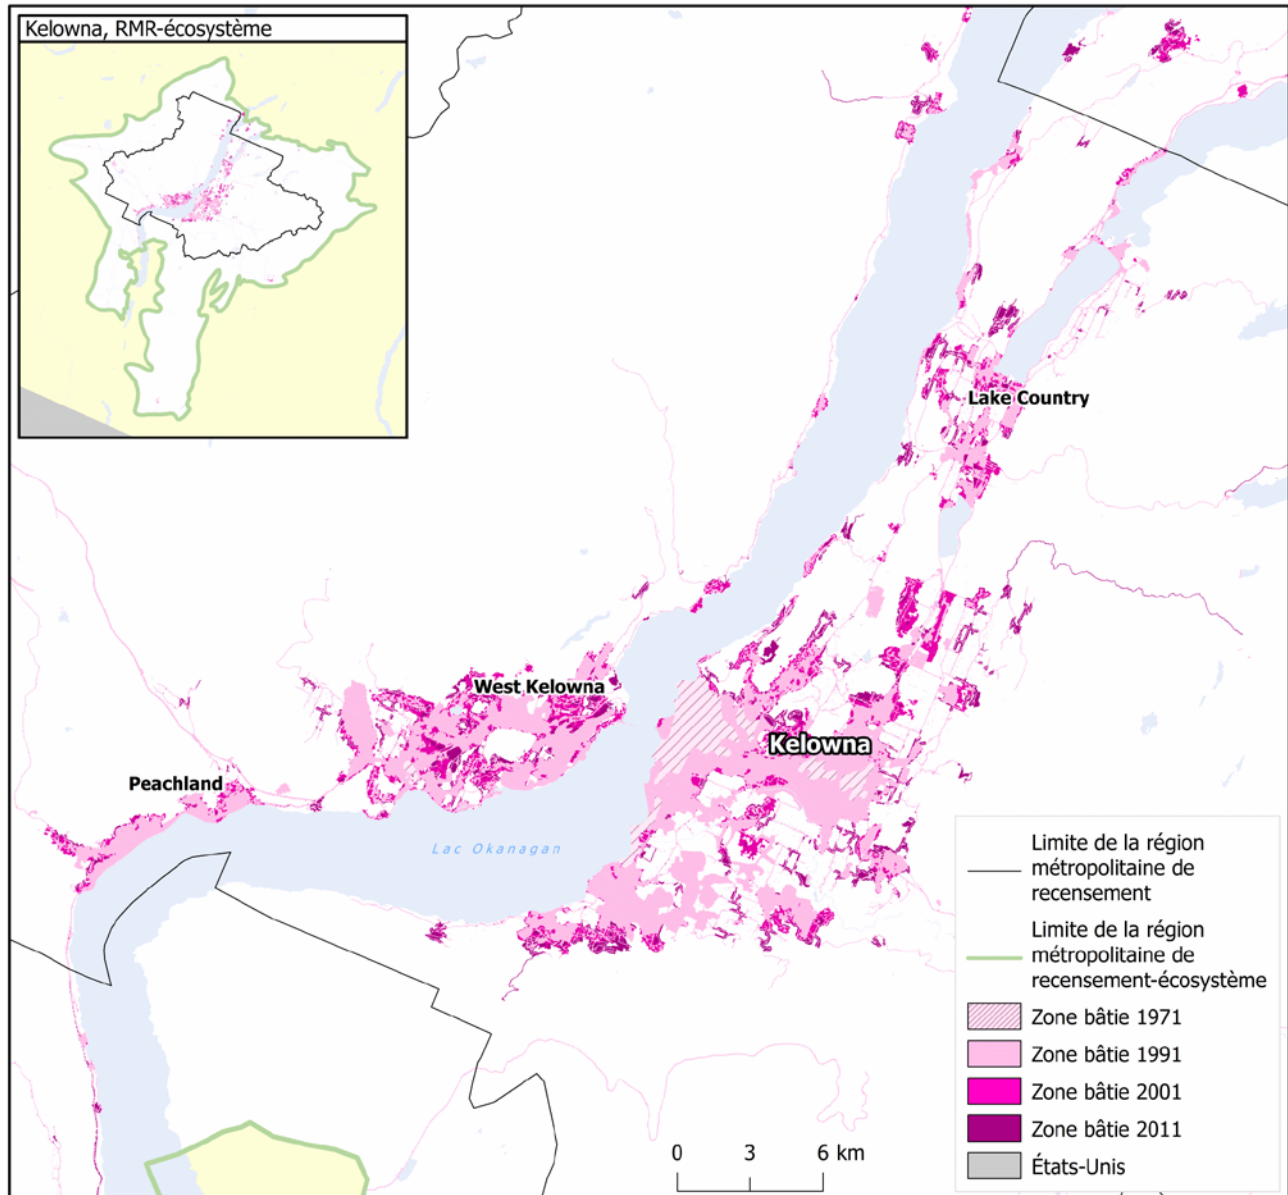 Kelowna, RMR-écosystème
Lake Country
West Kelowna
Kelowna
Peachland
Lac Okanagan
Limite de la région
métropolitaine de
recensement
Limite de la région
métropolitaine de
recensement-écosystème
Zone bâtie 1971
Zone bâtie 1991
Zone bâtie 2001
Zone bâtie 2011
États-Unis
0 3 6 km